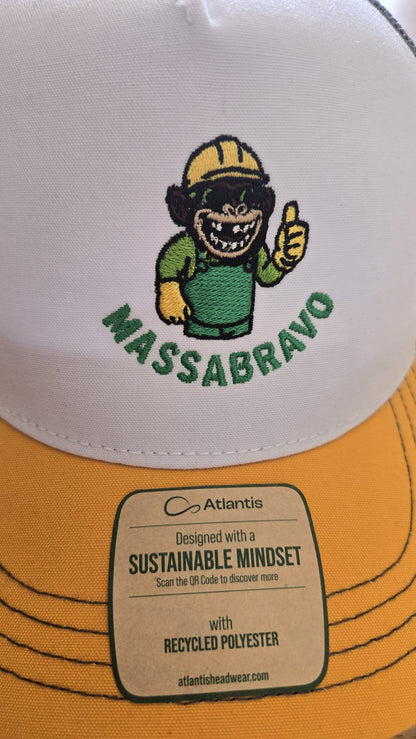 MASSABRAVO
Atlantis
Designed with a
SUSTAINABLE MINDSET
Scan the QR Code to discover more
with
RECYCLED POLYESTER
atlantisheadwear.com